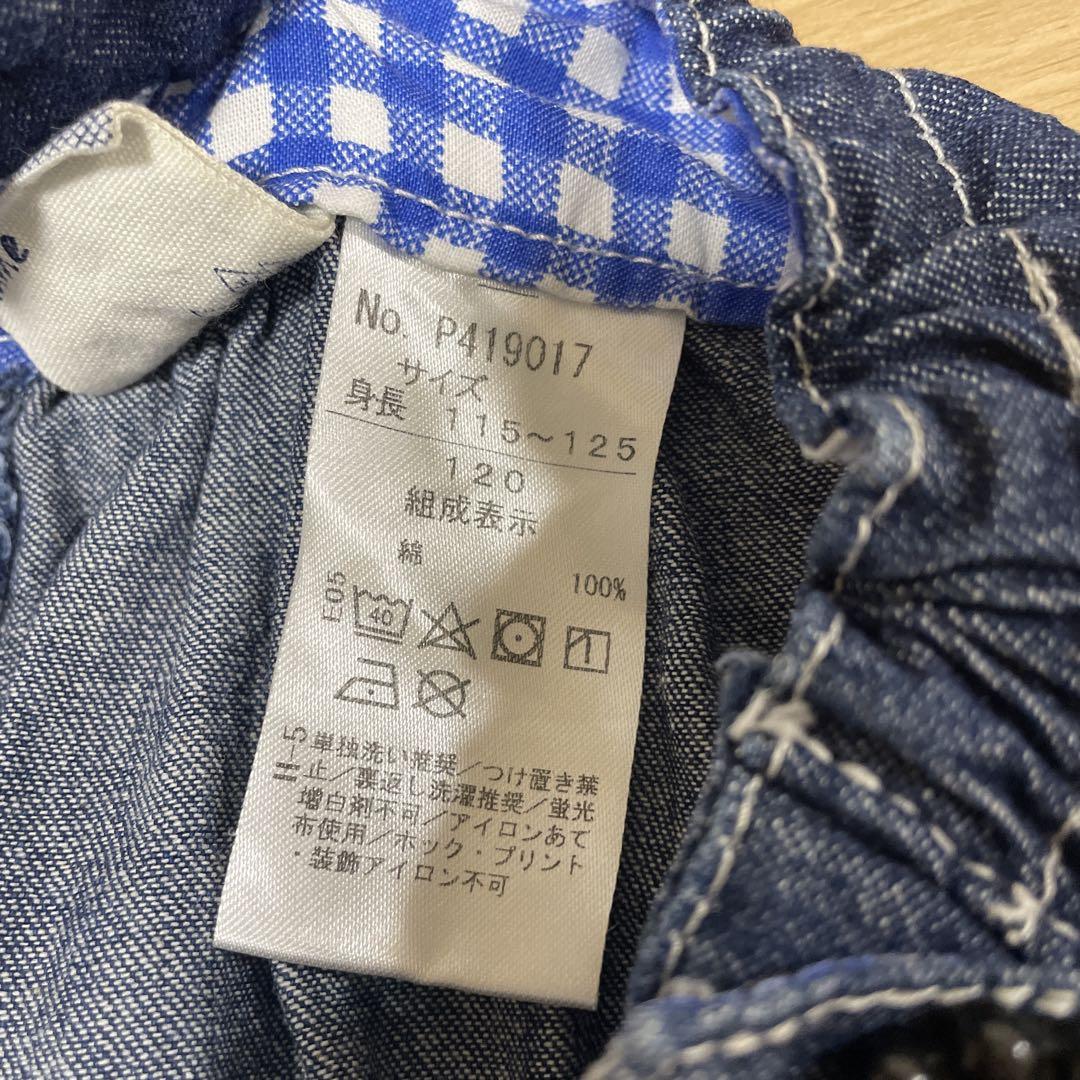 No. P419017
サイズ
身長 115~125
120
組成表示
綿 100%
40
単独洗い推奨/つけ置き禁
止/裏返し洗濯推奨/蛍光
増白剤不可/アイロンあて
布使用/ホック・プリント
・装飾アイロン不可